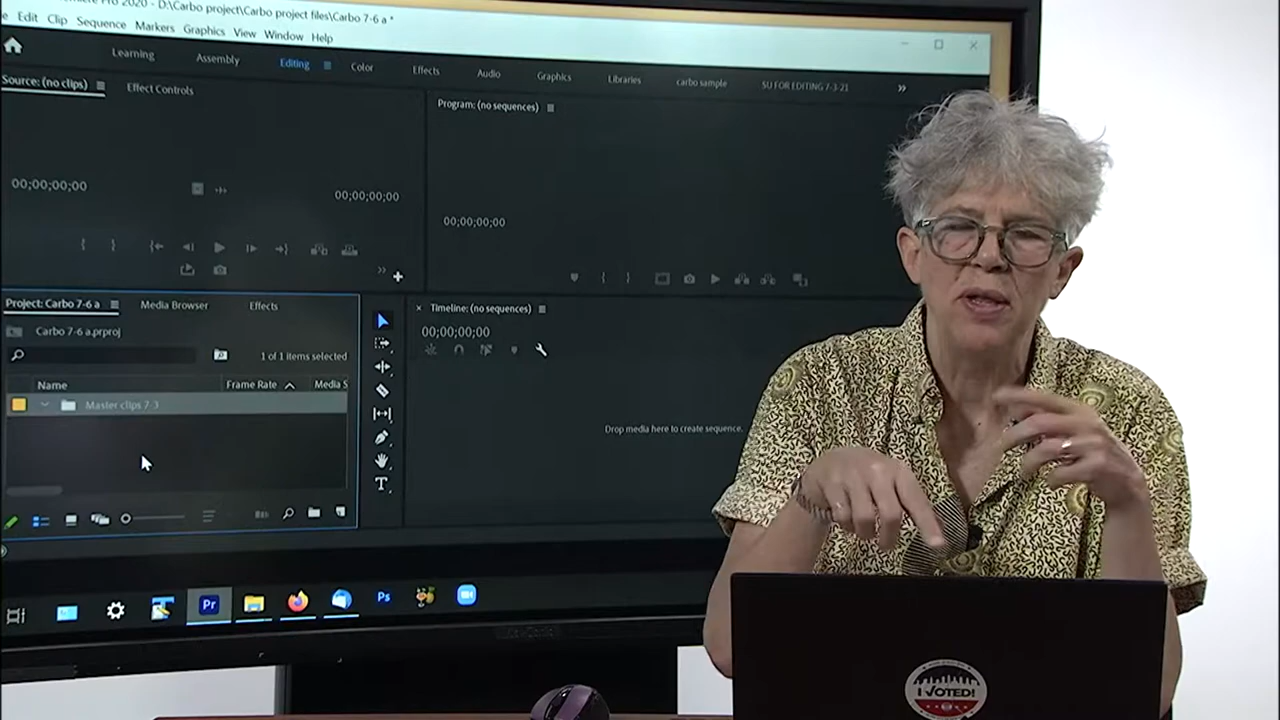 Premiere Pro 2020 - D:\Carbo project\Carbo project files\Carbo 7-6 a *
Edit Clip Sequence Markers Graphics View Window Help
Learning Assembly Editing Color Effects Audio Graphics Libraries carbo sample SU FOR EDITING 7-3-21 »
Source: (no clips) Effect Controls
Program: (no sequences)
00;00;00;00 00;00;00;00
00;00;00;00
Project: Carbo 7-6 a Media Browser Effects
Timeline: (no sequences)
Carbo 7-6 a.prproj
00;00;00;00
1 of 1 items selected
Name Frame Rate Media S
Master clips 7-3
Drop media here to create sequence.
T
Pr Ps
I VOTED!